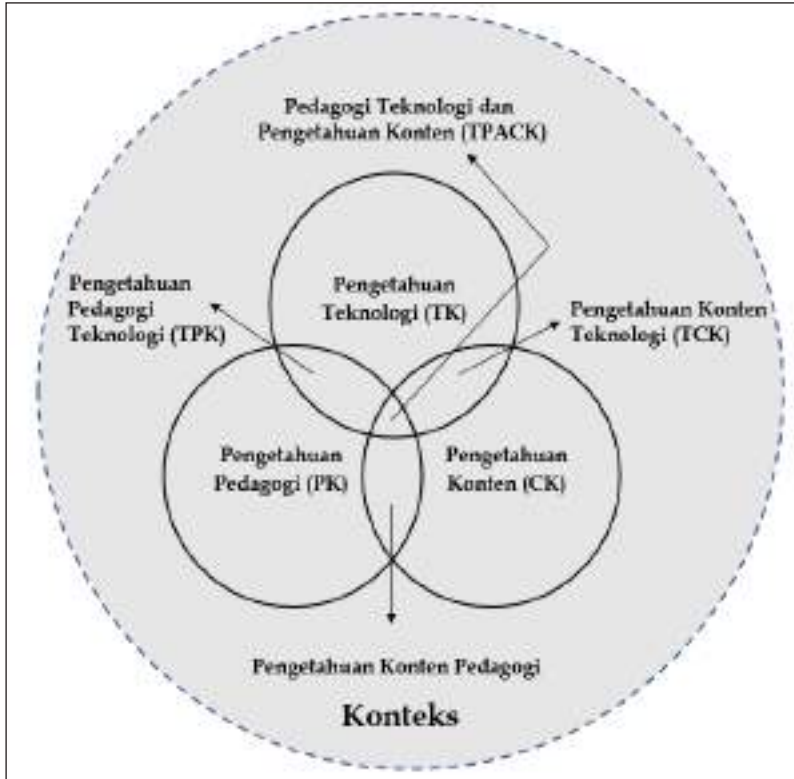 Pedagogi Teknologi dan
Pengetahuan Konten (TPACK)
Pengetahuan
Pedagogi
Teknologi (TPK)
Pengetahuan
Teknologi (TK)
Pengetahuan Konten
Teknologi (TCK)
Pengetahuan
Pedagogi (PK)
Pengetahuan
Konten (CK)
Pengetahuan Konten Pedagogi
Konteks